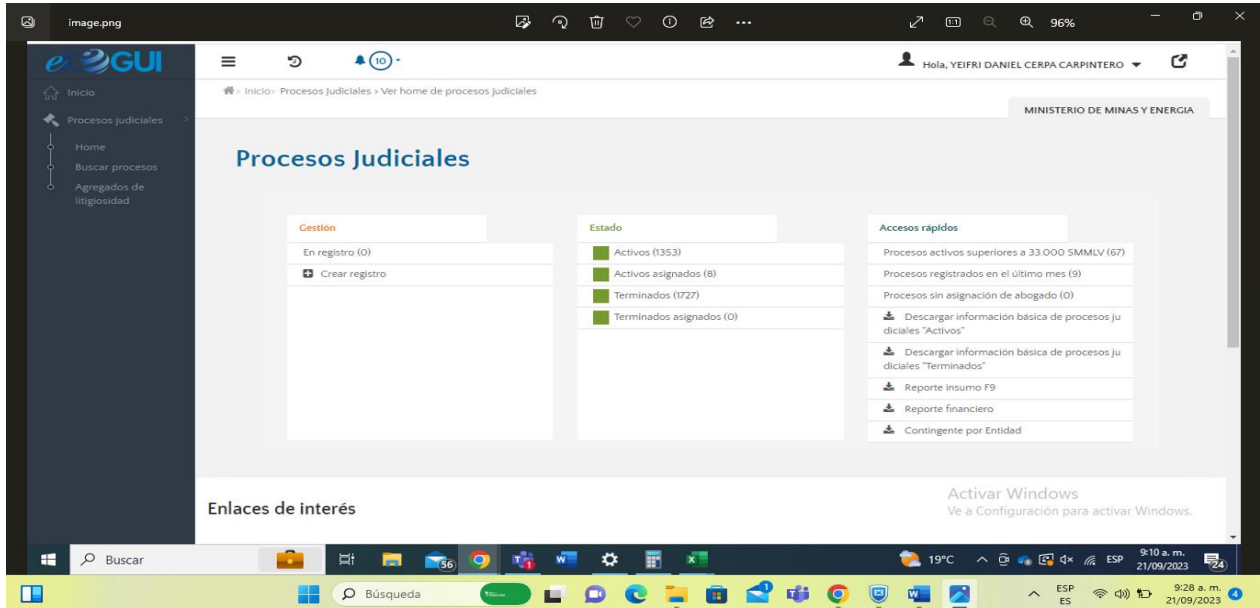 image.png
96%
GUI
10
Hola, YEIFRI DANIEL CERPA CARPINTERO
Inicio
Procesos judiciales
Home
Buscar procesos
Agregados de
litigiosidad
Inicio > Procesos Judiciales > Ver home de procesos judiciales
MINISTERIO DE MINAS Y ENERGIA
Procesos Judiciales
Gestión
En registro (0)
Crear registro
Estado
Activos (1353)
Activos asignados (8)
Terminados (1727)
Terminados asignados (0)
Accesos rápidos
Procesos activos superiores a 33.000 SMMLV (67)
Procesos registrados en el último mes (9)
Procesos sin asignación de abogado (0)
Descargar información básica de procesos ju
diciales "Activos"
Descargar información básica de procesos ju
diciales "Terminados"
Reporte insumo F9
Reporte financiero
Contingente por Entidad
Enlaces de interés
Activar Windows
Ve a Configuración para activar Windows.
Buscar
56
19°C
ESP
9:10 a. m.
21/09/2023
24
Búsqueda
ESP
ES
9:28 a. m.
21/09/2023
4